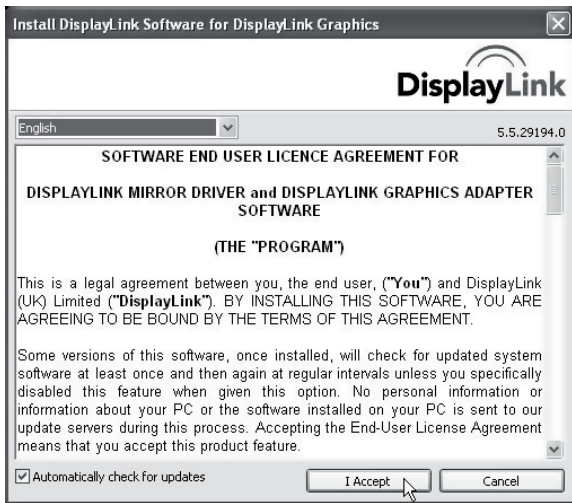 Install DisplayLink Software for DisplayLink Graphics
DisplayLink
English
5.5.29194.0
SOFTWARE END USER LICENCE AGREEMENT FOR
DISPLAYLINK MIRROR DRIVER and DISPLAYLINK GRAPHICS ADAPTER
SOFTWARE
(THE "PROGRAM")
This is a legal agreement between you, the end user, ("You") and DisplayLink
(UK) Limited ("DisplayLink"). BY INSTALLING THIS SOFTWARE, YOU ARE
AGREEING TO BE BOUND BY THE TERMS OF THIS AGREEMENT.
Some versions of this software, once installed, will check for updated system
software at least once and then again at regular intervals unless you specifically
disabled this feature when given this option. No personal information or
information about your PC or the software installed on your PC is sent to our
update servers during this process. Accepting the End-User License Agreement
means that you accept this product feature.
Automatically check for updates
I Accept
Cancel